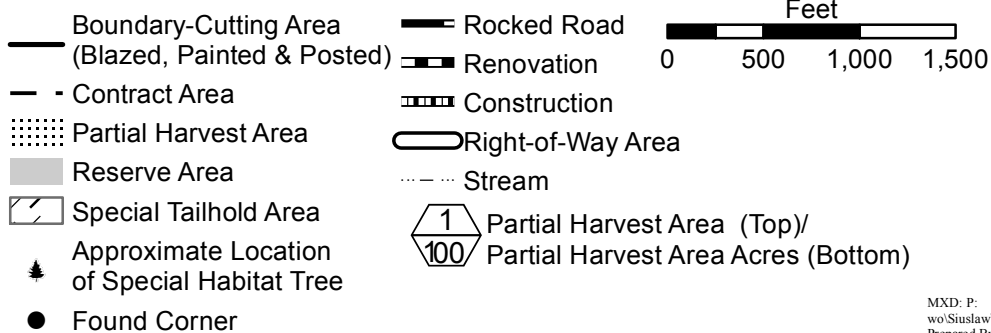 Boundary-Cutting Area
(Blazed, Painted & Posted)
Contract Area
Partial Harvest Area
Reserve Area
Special Tailhold Area
Approximate Location
of Special Habitat Tree
Found Corner
Rocked Road
Renovation
Construction
Right-of-Way Area
Stream
1
100
Partial Harvest Area (Top)/
Partial Harvest Area Acres (Bottom)
Feet
0 500 1,000 1,500
MXD: P:
wo\Siuslaw